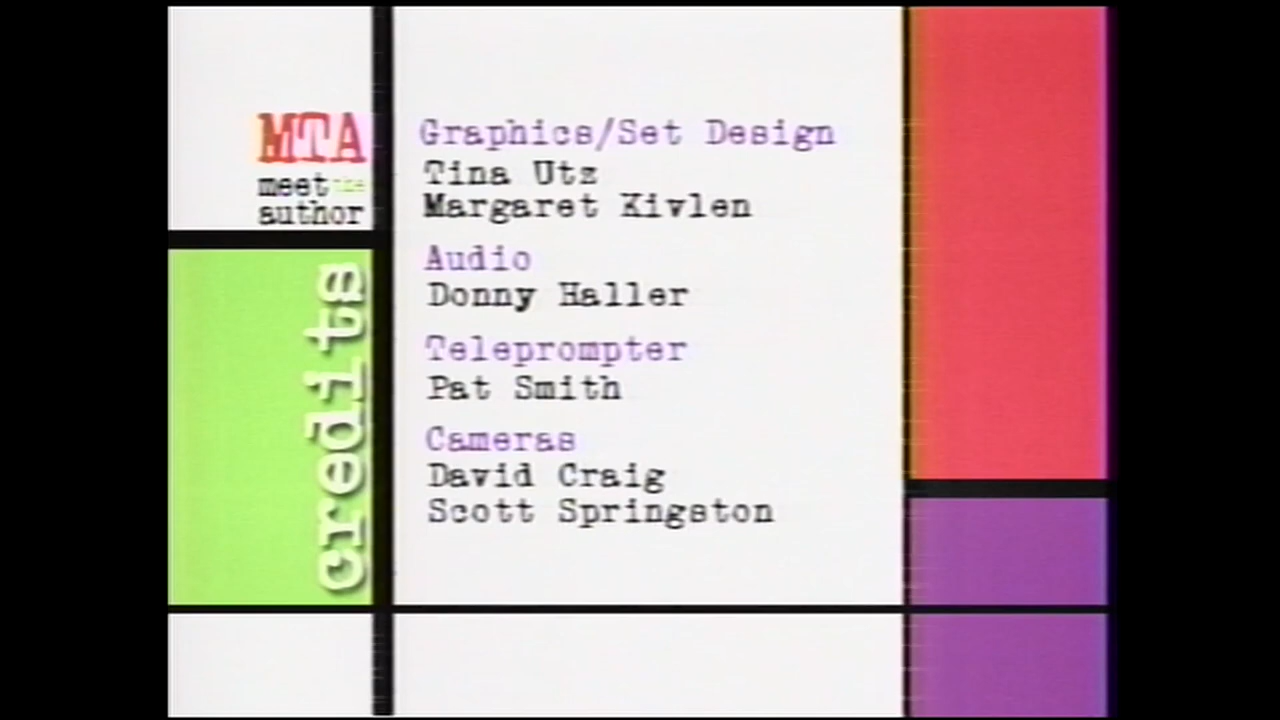 MTA
meet the
author
credits
Graphics/Set Design
Tina Utz
Margaret Kivlen
Audio
Donny Haller
Teleprompter
Pat Smith
Cameras
David Craig
Scott Springston